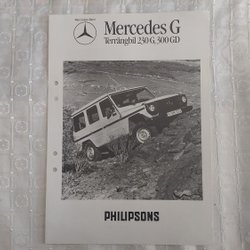 Mercedes G
Terrängbil 230 G, 300 GD
PHILIPSONS